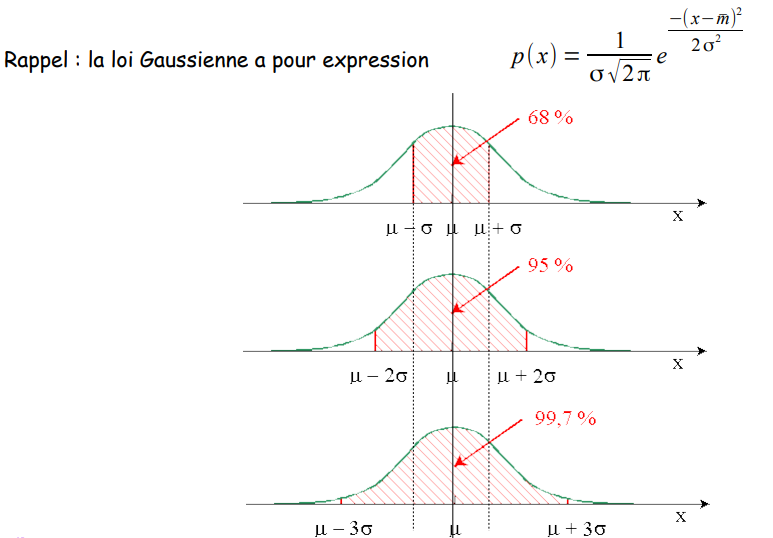 Rappel : la loi Gaussienne a pour expression p(x) = 1/(σ√2π) e^(−(x−m̄)²/2σ²)
68 %
x
μ − σ μ μ + σ
95 %
x
μ − 2σ μ μ + 2σ
99,7 %
x
μ − 3σ μ μ + 3σ